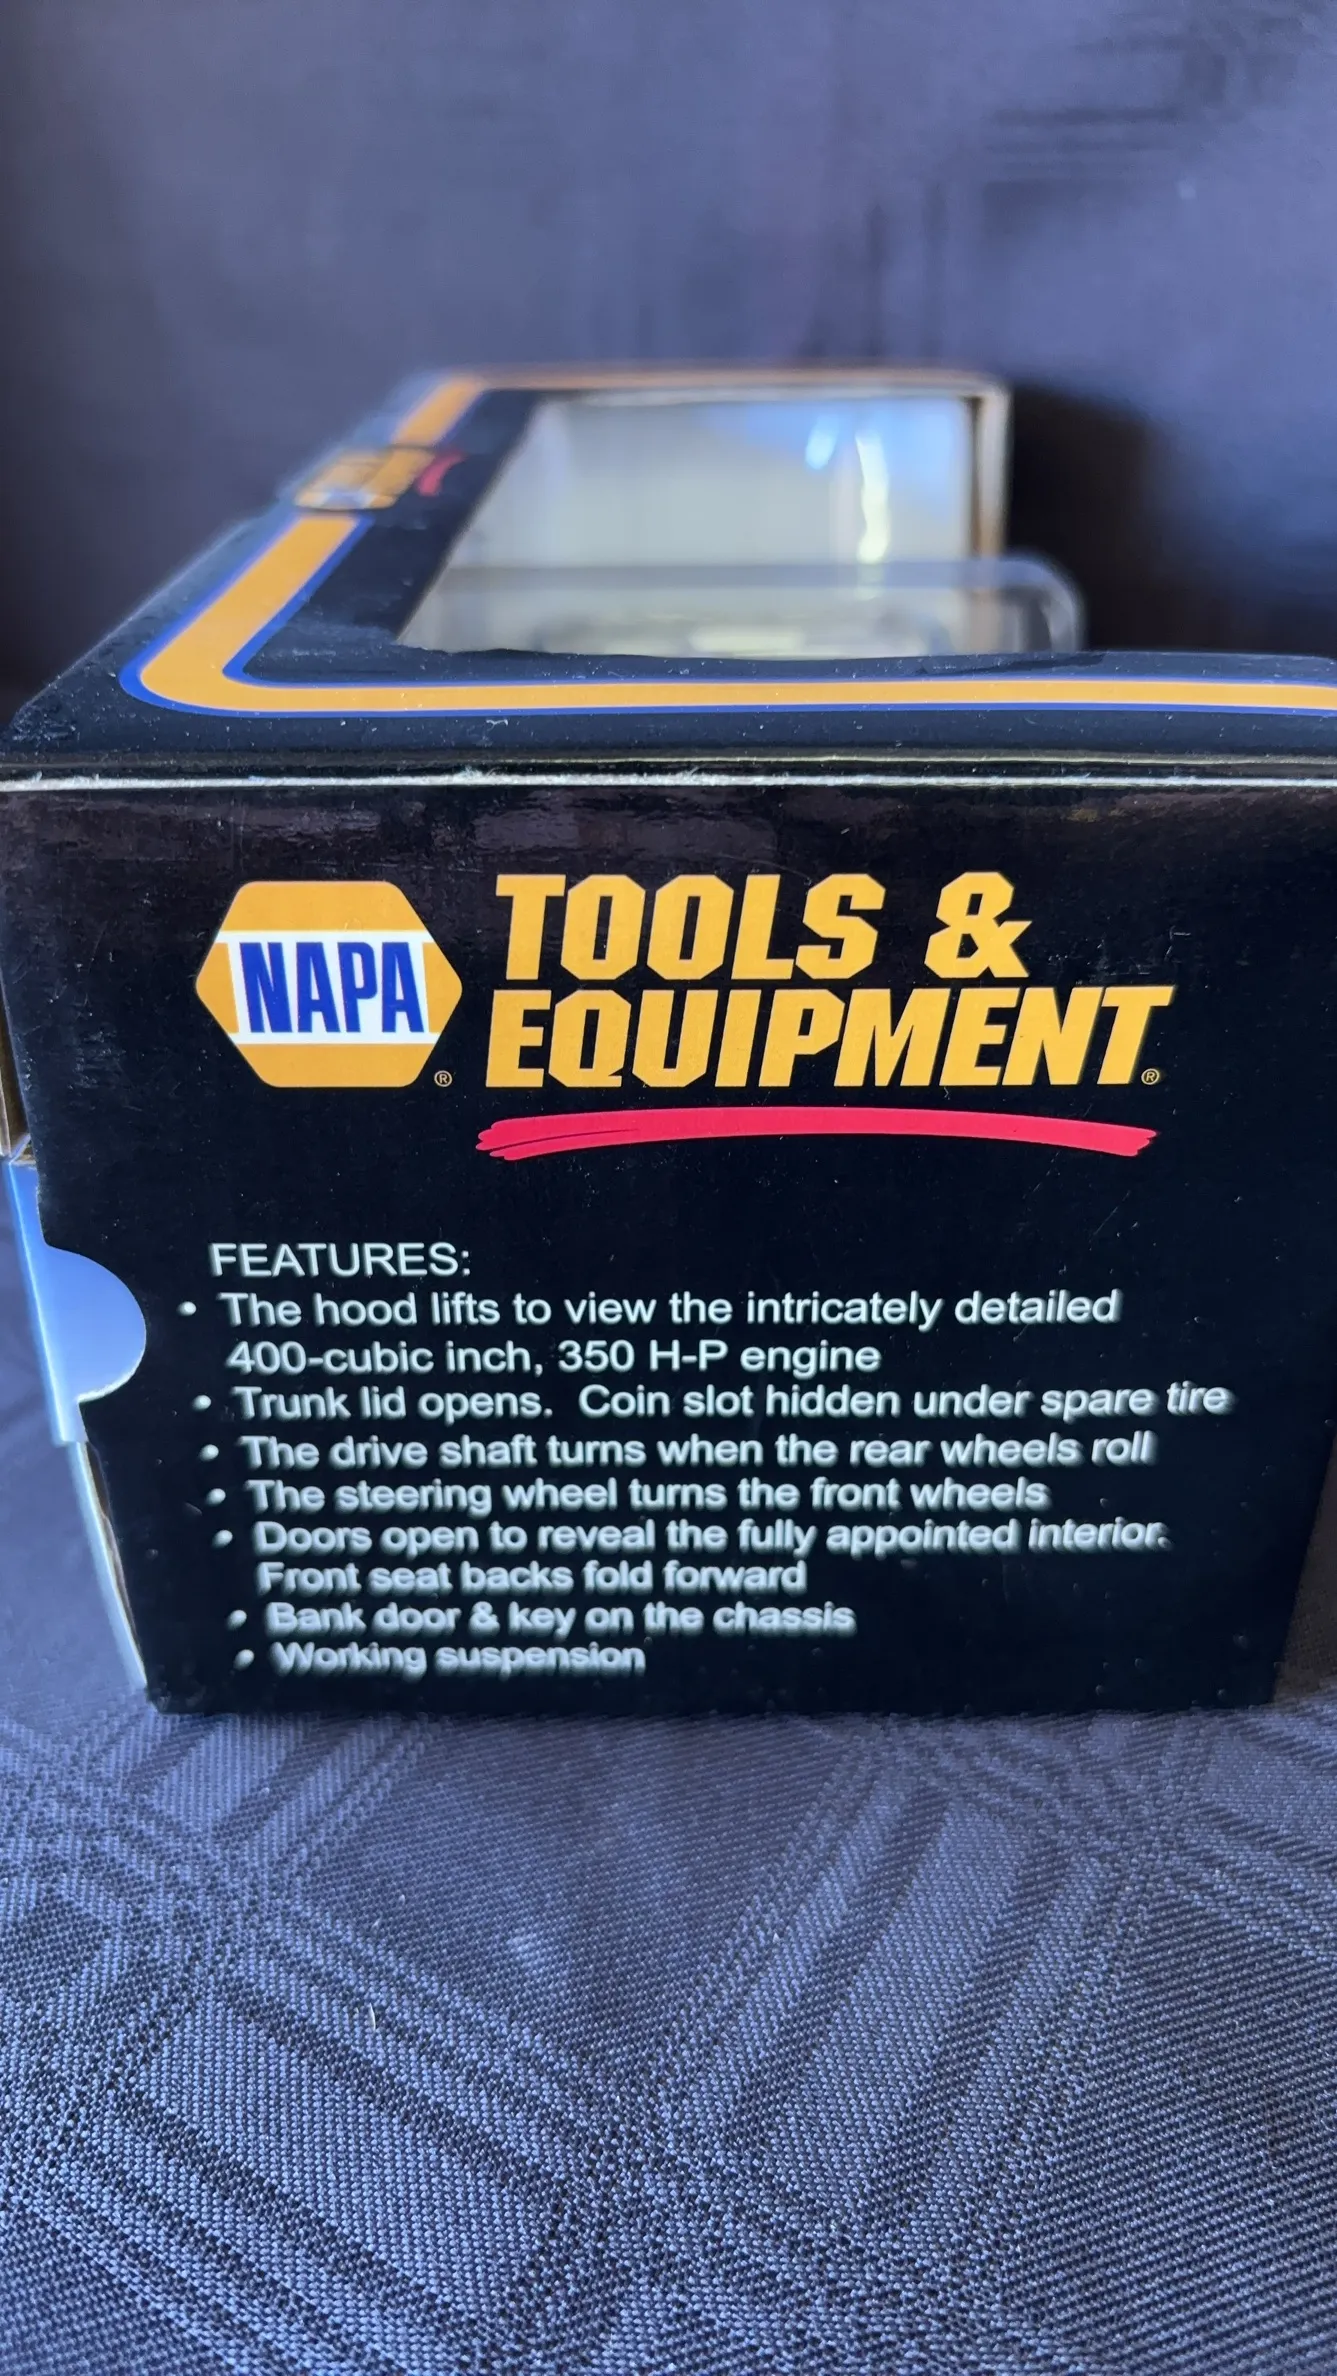 NAPA®
TOOLS &
EQUIPMENT®
FEATURES:
• The hood lifts to view the intricately detailed
400-cubic inch, 350 H-P engine
• Trunk lid opens. Coin slot hidden under spare tire
• The drive shaft turns when the rear wheels roll
• The steering wheel turns the front wheels
• Doors open to reveal the fully appointed interior.
Front seat backs fold forward
• Bank door & key on the chassis
• Working suspension